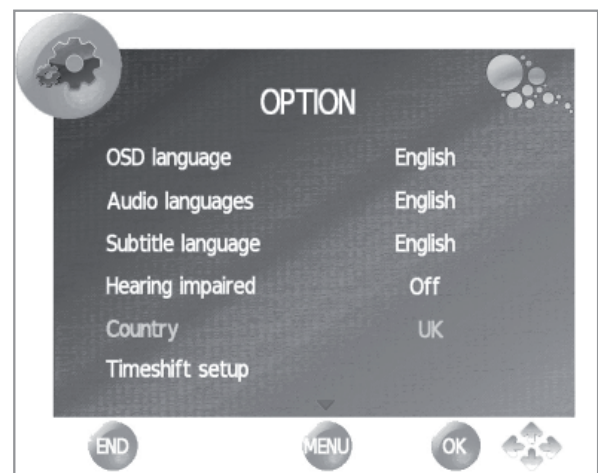 OPTION
OSD language English
Audio languages English
Subtitle language English
Hearing impaired Off
Country UK
Timeshift setup
END MENU OK